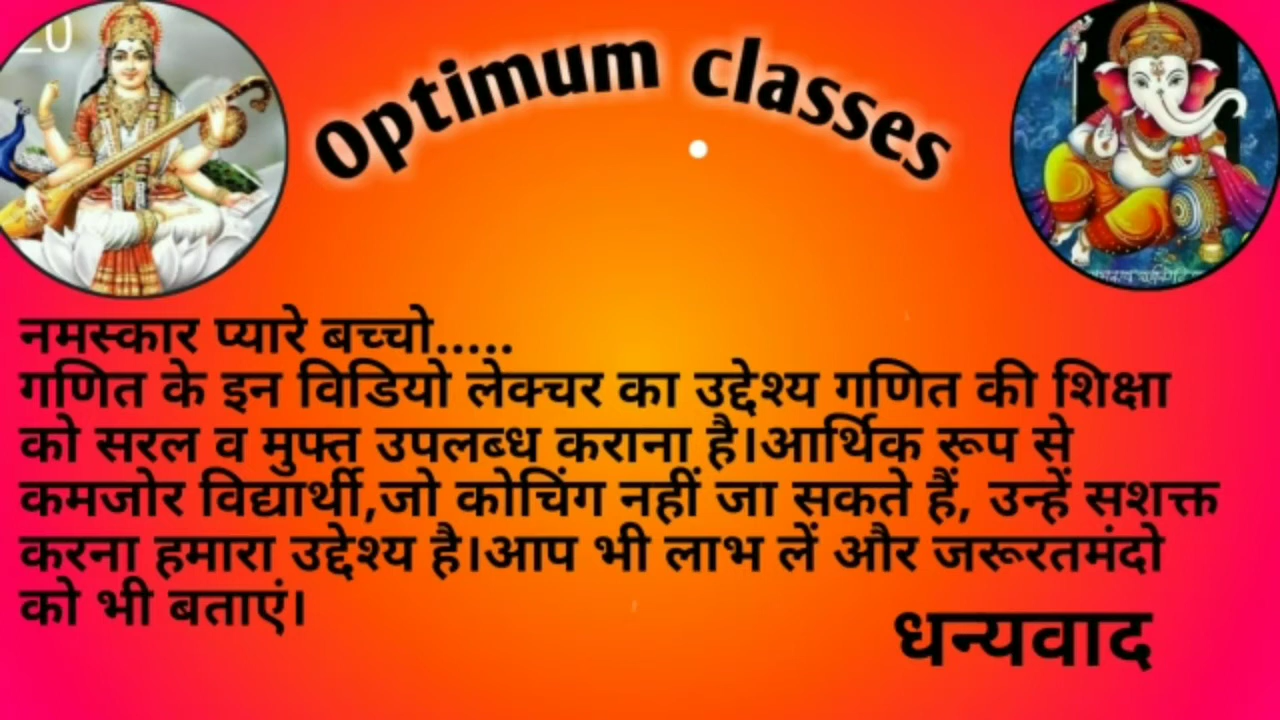 20
Optimum classes
नमस्कार प्यारे बच्चो.....
गणित के इन विडियो लेक्चर का उद्देश्य गणित की शिक्षा
को सरल व मुफ्त उपलब्ध कराना है।आर्थिक रूप से
कमजोर विद्यार्थी,जो कोचिंग नहीं जा सकते हैं, उन्हें सशक्त
करना हमारा उद्देश्य है।आप भी लाभ लें और जरूरतमंदो
को भी बताएं।
धन्यवाद